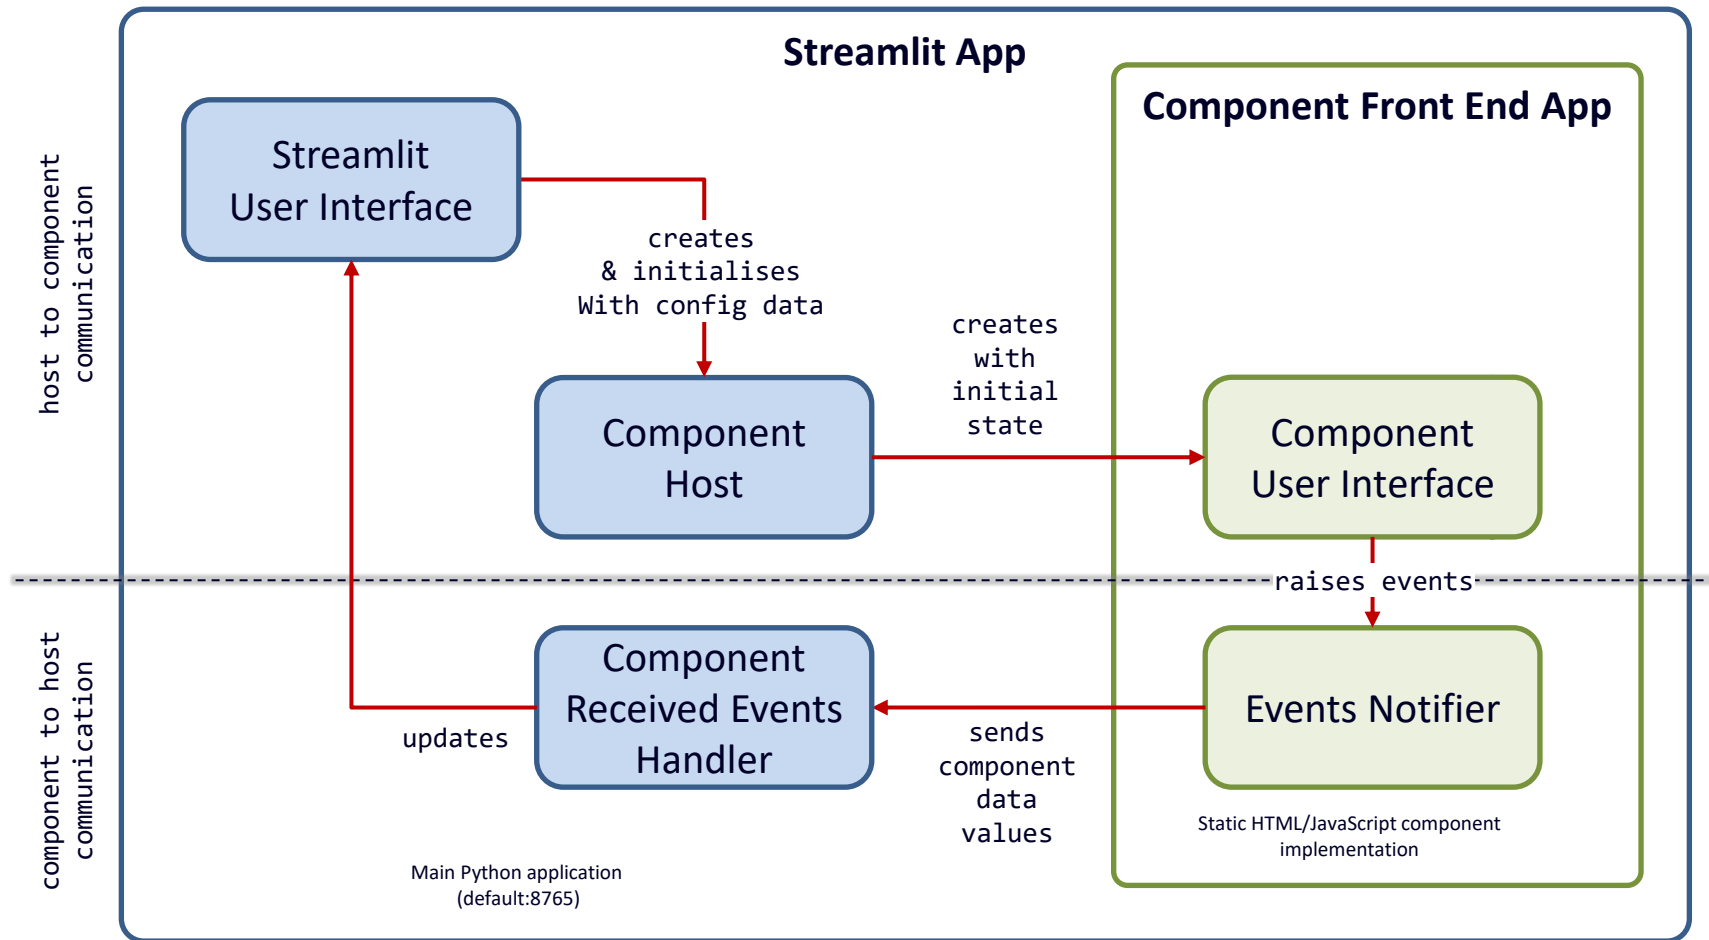 Streamlit App
Component Front End App
host to component
communication
Streamlit
User Interface
creates
& initialises
With config data
creates
with
initial
state
Component
Host
Component
User Interface
raises events
component to host
communication
Component
Received Events
Handler
Events Notifier
updates
sends
component
data
values
Static HTML/JavaScript component
implementation
Main Python application
(default:8765)